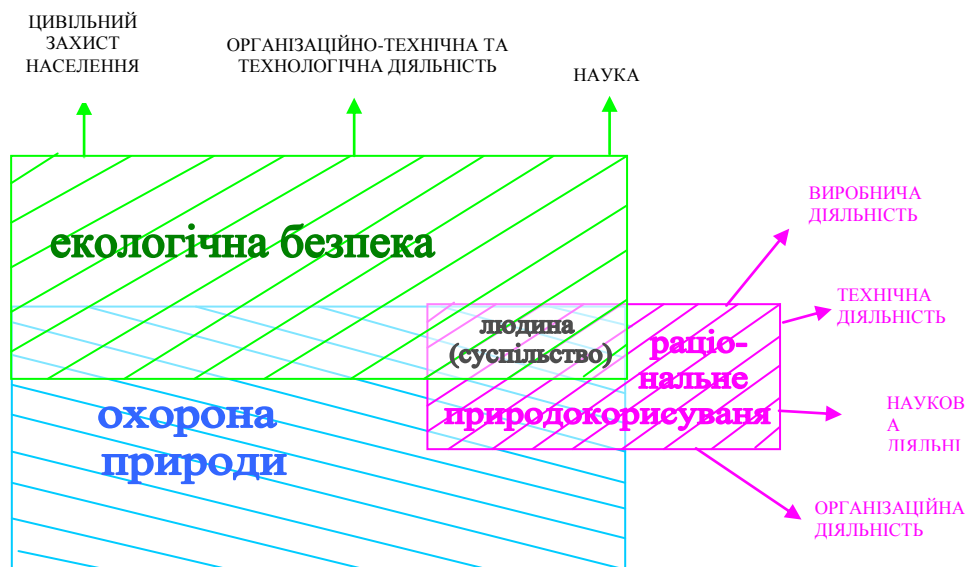 ЦИВІЛЬНИЙ
ЗАХИСТ
НАСЕЛЕННЯ
ОРГАНІЗАЦІЙНО-ТЕХНІЧНА ТА
ТЕХНОЛОГІЧНА ДІЯЛЬНІСТЬ
НАУКА
екологічна безпека
людина
(суспільство)
раціо-
нальне
природокорисуваня
охорона
природи
ВИРОБНИЧА
ДІЯЛЬНІСТЬ
ТЕХНІЧНА
ДІЯЛЬНІСТЬ
НАУКОВ
А
ДІЯЛЬНІ
ОРГАНІЗАЦІЙНА
ДІЯЛЬНІСТЬ